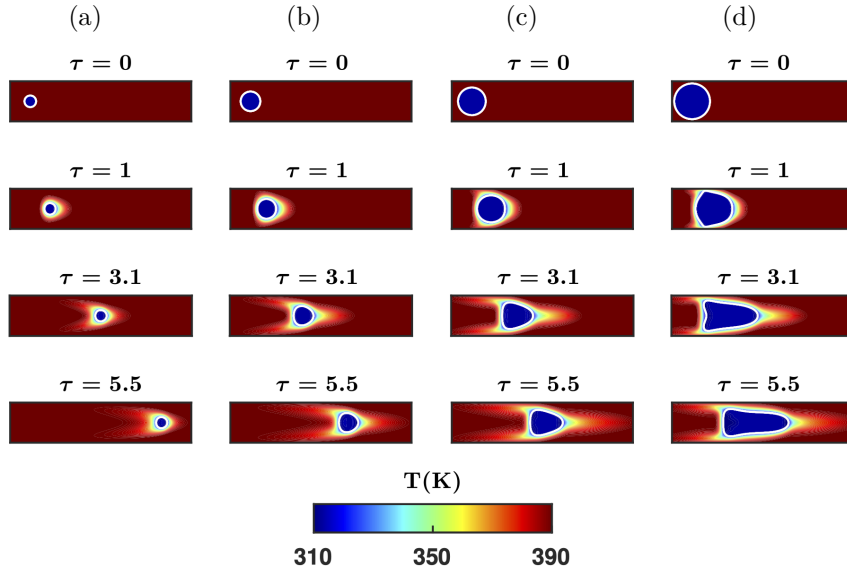 (a) (b) (c) (d)
τ = 0 τ = 0 τ = 0 τ = 0
τ = 1 τ = 1 τ = 1 τ = 1
τ = 3.1 τ = 3.1 τ = 3.1 τ = 3.1
τ = 5.5 τ = 5.5 τ = 5.5 τ = 5.5
T(K)
310 350 390